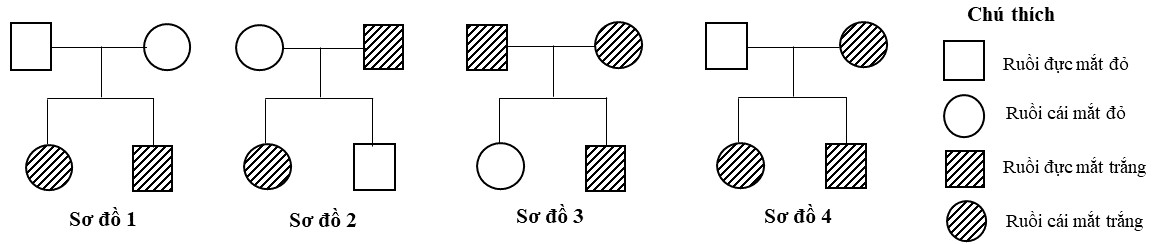 Chú thích
Ruồi đực mắt đỏ
Ruồi cái mắt đỏ
Ruồi đực mắt trắng
Ruồi cái mắt trắng
Sơ đồ 1
Sơ đồ 2
Sơ đồ 3
Sơ đồ 4